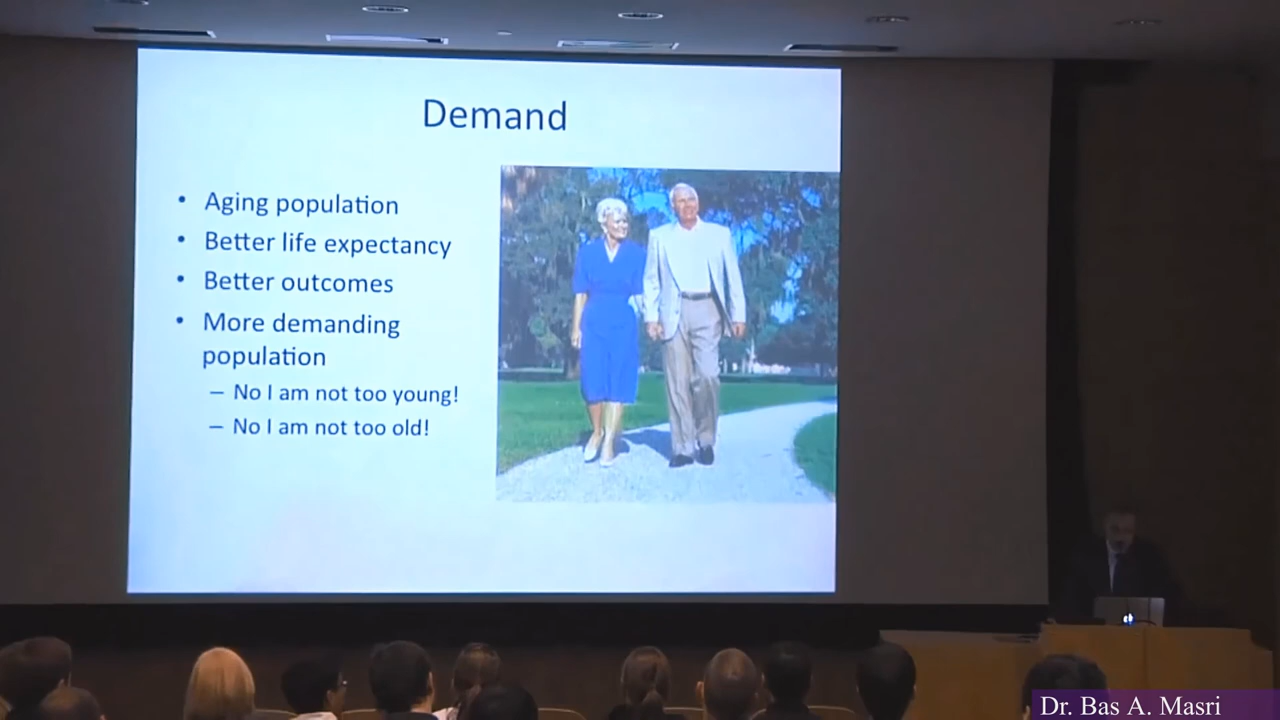 Demand
• Aging population
• Better life expectancy
• Better outcomes
• More demanding
population
– No I am not too young!
– No I am not too old!
Dr. Bas A. Masri